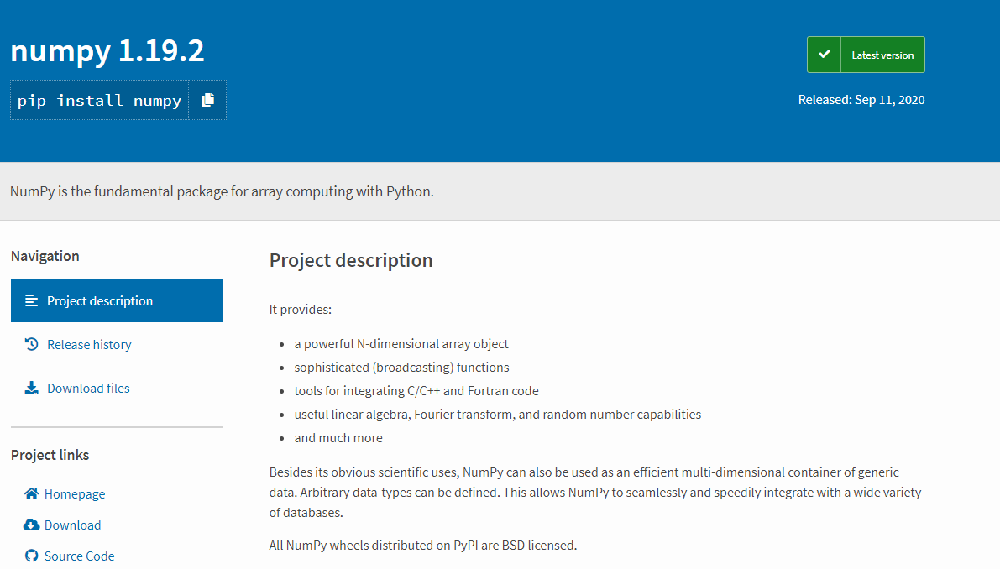 numpy 1.19.2
pip install numpy
Latest version
Released: Sep 11, 2020
NumPy is the fundamental package for array computing with Python.
Navigation
Project description
Release history
Download files
Project links
Homepage
Download
Source Code
Project description
It provides:
a powerful N-dimensional array object
sophisticated (broadcasting) functions
tools for integrating C/C++ and Fortran code
useful linear algebra, Fourier transform, and random number capabilities
and much more
Besides its obvious scientific uses, NumPy can also be used as an efficient multi-dimensional container of generic
data. Arbitrary data-types can be defined. This allows NumPy to seamlessly and speedily integrate with a wide variety
of databases.
All NumPy wheels distributed on PyPI are BSD licensed.